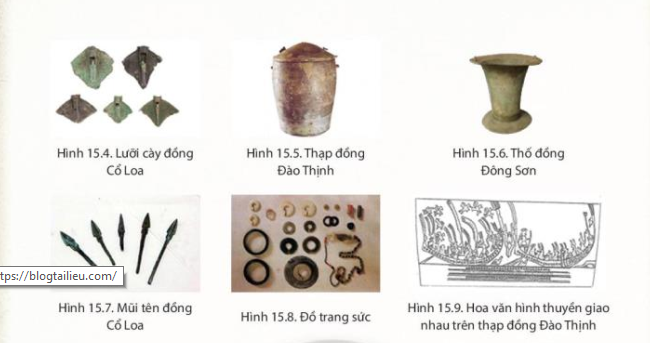 Hình 15.4. Lưỡi cày đồng
Cổ Loa
Hình 15.5. Thạp đồng
Đào Thịnh
Hình 15.6. Thố đồng
Đông Sơn
ttps://blogtailieu.com/
Hình 15.7. Mũi tên đồng
Cổ Loa
Hình 15.8. Đồ trang sức
Hình 15.9. Hoa văn hình thuyền giao
nhau trên thạp đồng Đào Thịnh